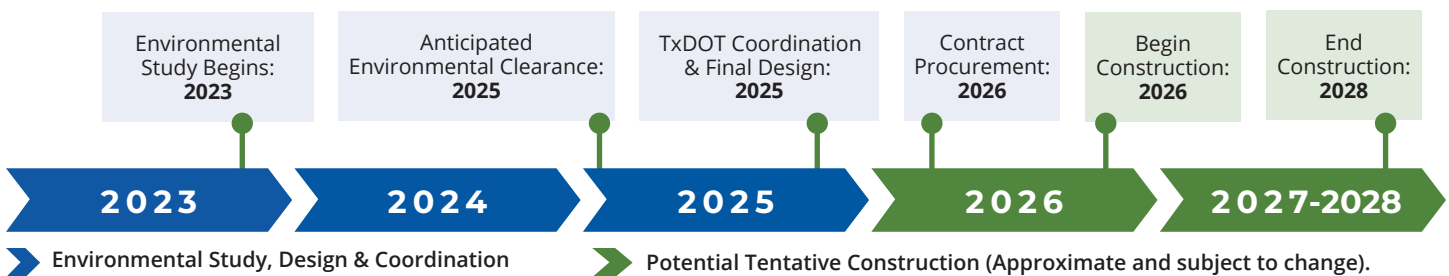 Environmental
Study Begins:
2023
Anticipated
Environmental Clearance:
2025
TxDOT Coordination
& Final Design:
2025
Contract
Procurement:
2026
Begin
Construction:
2026
End
Construction:
2028
2023
2024
2025
2026
2027-2028
Environmental Study, Design & Coordination
Potential Tentative Construction (Approximate and subject to change).